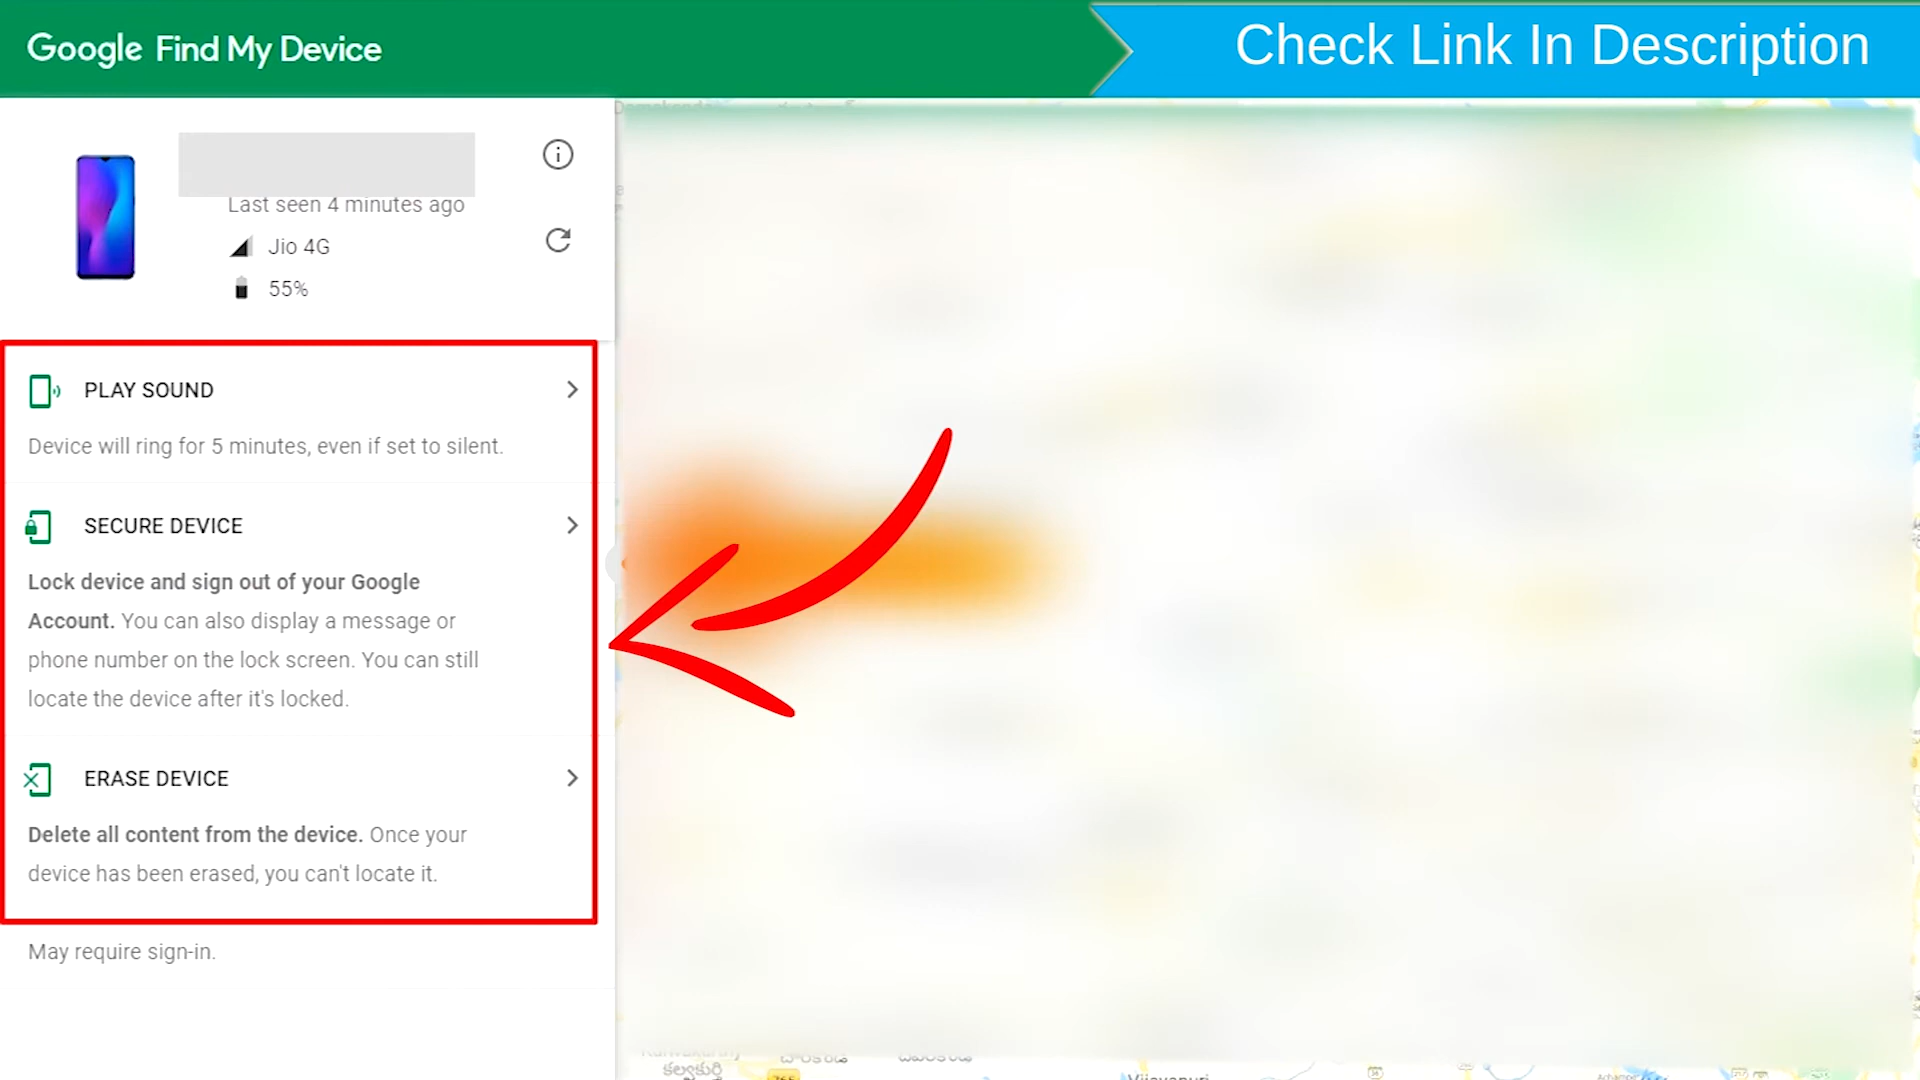 Google Find My Device
Check Link In Description
Last seen 4 minutes ago
Jio 4G
55%
PLAY SOUND
Device will ring for 5 minutes, even if set to silent.
SECURE DEVICE
Lock device and sign out of your Google
Account. You can also display a message or
phone number on the lock screen. You can still
locate the device after it's locked.
ERASE DEVICE
Delete all content from the device. Once your
device has been erased, you can't locate it.
May require sign-in.